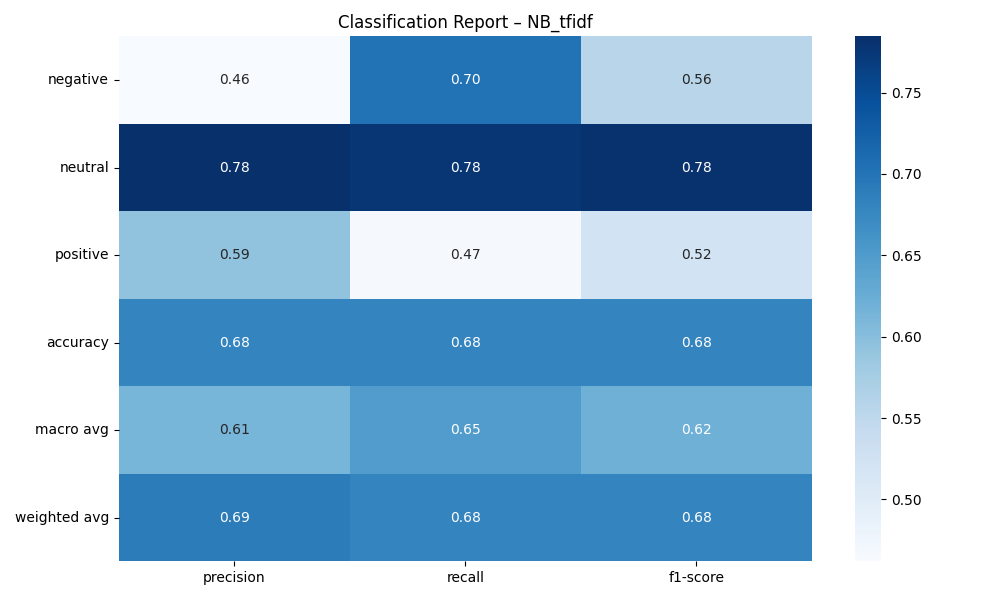 Classification Report – NB_tfidf
negative 0.46 0.70 0.56
neutral 0.78 0.78 0.78
positive 0.59 0.47 0.52
accuracy 0.68 0.68 0.68
macro avg 0.61 0.65 0.62
weighted avg 0.69 0.68 0.68
precision recall f1-score
0.75
0.70
0.65
0.60
0.55
0.50